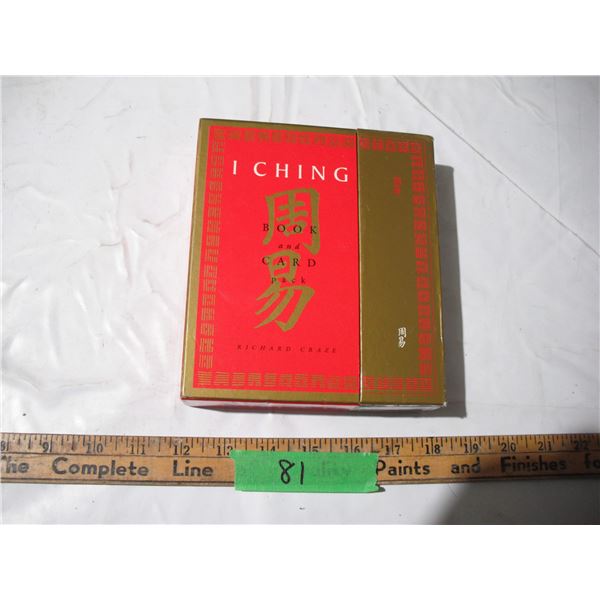 I CHING
周易
BOOK
and
CARD
pack
RICHARD CRAZE
周易
9 10 11 12 13 14 15 16 17 18 19 20 21 22
The Complete Line Paints and Finishes fo
81